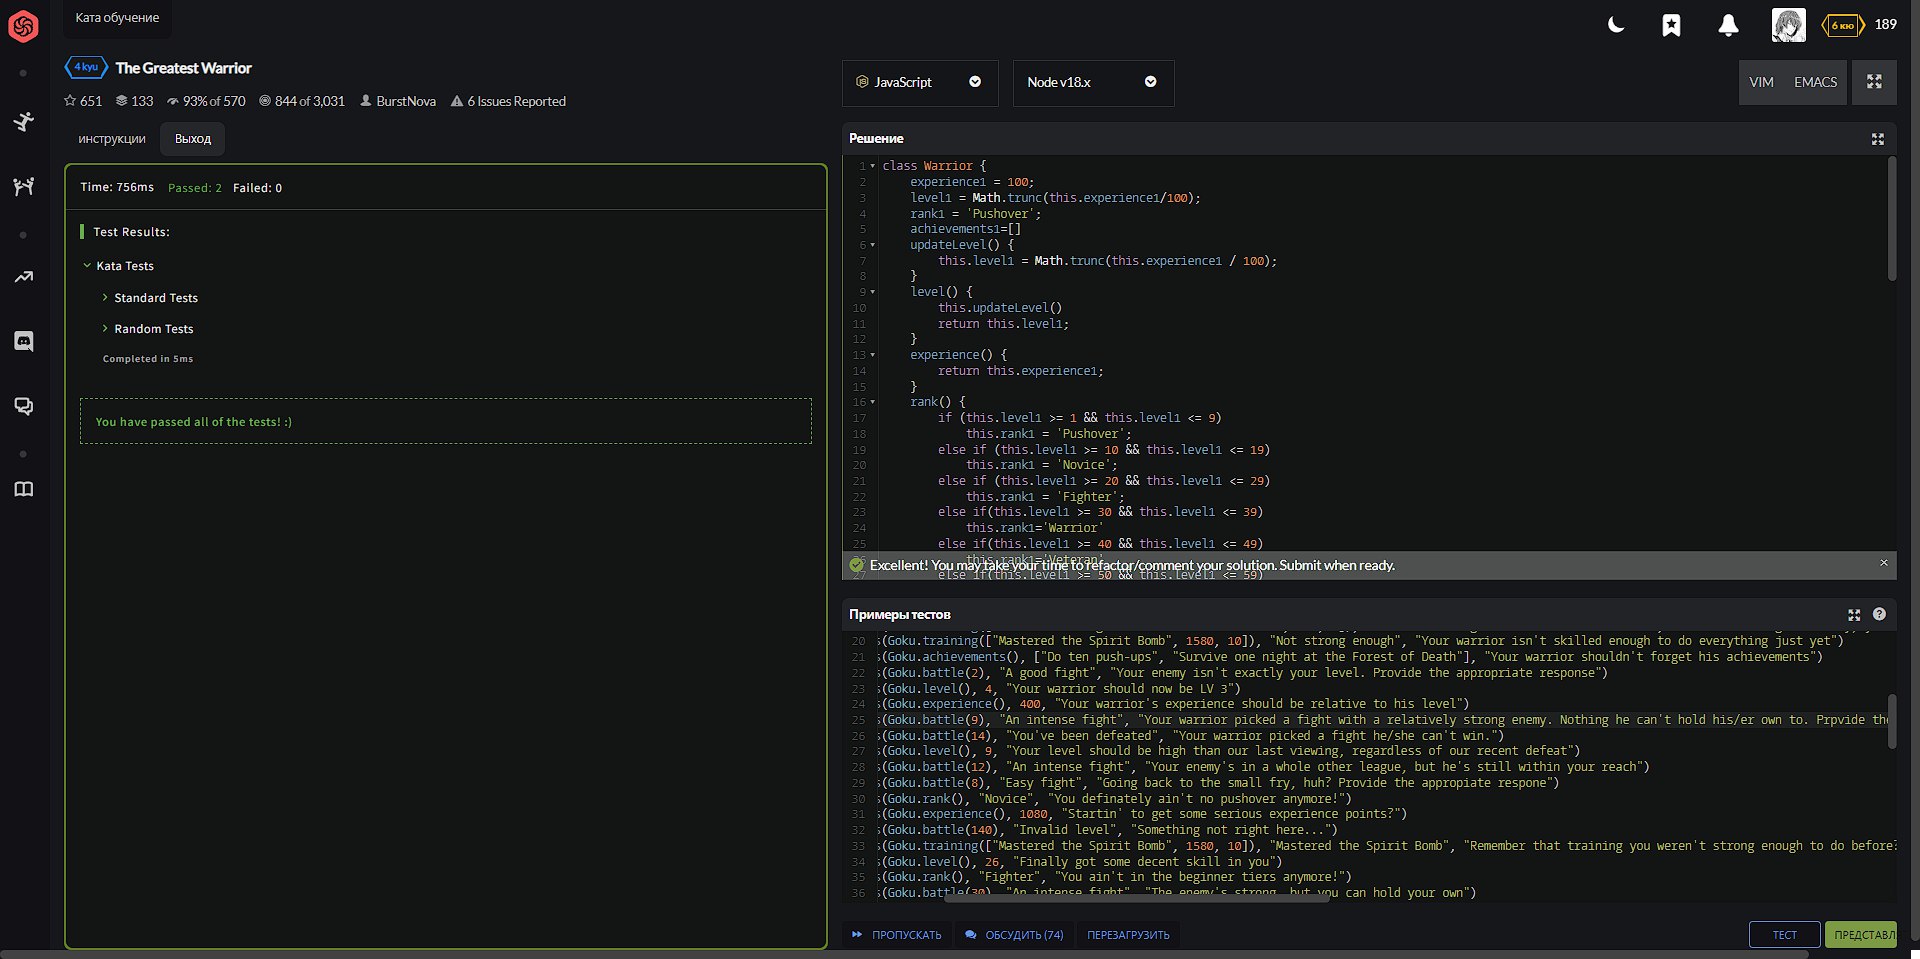 Ката обучение
6 кю 189
4 kyu The Greatest Warrior
651 133 93% of 570 844 of 3,031 BurstNova 6 Issues Reported
инструкции Выход
Time: 756ms Passed: 2 Failed: 0
Test Results:
Kata Tests
Standard Tests
Random Tests
Completed in 5ms
You have passed all of the tests! :)
JavaScript Node v18.x VIM EMACS
Решение
1 class Warrior {
2 experience1 = 100;
3 level1 = Math.trunc(this.experience1/100);
4 rank1 = 'Pushover';
5 achievements1=[]
6 updateLevel() {
7 this.level1 = Math.trunc(this.experience1 / 100);
8 }
9 level() {
10 this.updateLevel()
11 return this.level1;
12 }
13 experience() {
14 return this.experience1;
15 }
16 rank() {
17 if (this.level1 >= 1 && this.level1 <= 9)
18 this.rank1 = 'Pushover';
19 else if (this.level1 >= 10 && this.level1 <= 19)
20 this.rank1 = 'Novice';
21 else if (this.level1 >= 20 && this.level1 <= 29)
22 this.rank1 = 'Fighter';
23 else if(this.level1 >= 30 && this.level1 <= 39)
24 this.rank1='Warrior'
25 else if(this.level1 >= 40 && this.level1 <= 49)
26 this.rank1='Veteran'
Excellent! You may take your time to refactor/comment your solution. Submit when ready.
27 else if(this.level1 >= 50 && this.level1 <= 59)
Примеры тестов
20 s(Goku.training(["Mastered the Spirit Bomb", 1580, 10]), "Not strong enough", "Your warrior isn't skilled enough to do everything just yet")
21 s(Goku.achievements(), ["Do ten push-ups", "Survive one night at the Forest of Death"], "Your warrior shouldn't forget his achievements")
22 s(Goku.battle(2), "A good fight", "Your enemy isn't exactly your level. Provide the appropriate response")
23 s(Goku.level(), 4, "Your warrior should now be LV 3")
24 s(Goku.experience(), 400, "Your warrior's experience should be relative to his level")
25 s(Goku.battle(9), "An intense fight", "Your warrior picked a fight with a relatively strong enemy. Nothing he can't hold his/er own to. Prpvide the
26 s(Goku.battle(14), "You've been defeated", "Your warrior picked a fight he/she can't win.")
27 s(Goku.level(), 9, "Your level should be high than our last viewing, regardless of our recent defeat")
28 s(Goku.battle(12), "An intense fight", "Your enemy's in a whole other league, but he's still within your reach")
29 s(Goku.battle(8), "Easy fight", "Going back to the small fry, huh? Provide the appropiate respone")
30 s(Goku.rank(), "Novice", "You definately ain't no pushover anymore!")
31 s(Goku.experience(), 1080, "Startin' to get some serious experience points?")
32 s(Goku.battle(140), "Invalid level", "Something not right here...")
33 s(Goku.training(["Mastered the Spirit Bomb", 1580, 10]), "Mastered the Spirit Bomb", "Remember that training you weren't strong enough to do before?
34 s(Goku.level(), 26, "Finally got some decent skill in you")
35 s(Goku.rank(), "Fighter", "You ain't in the beginner tiers anymore!")
36 s(Goku.battle(30), "An intense fight", "The enemy's strong, but you can hold your own")
ПРОПУСКАТЬ ОБСУДИТЬ (74) ПЕРЕЗАГРУЗИТЬ ТЕСТ ПРЕДСТАВЛ